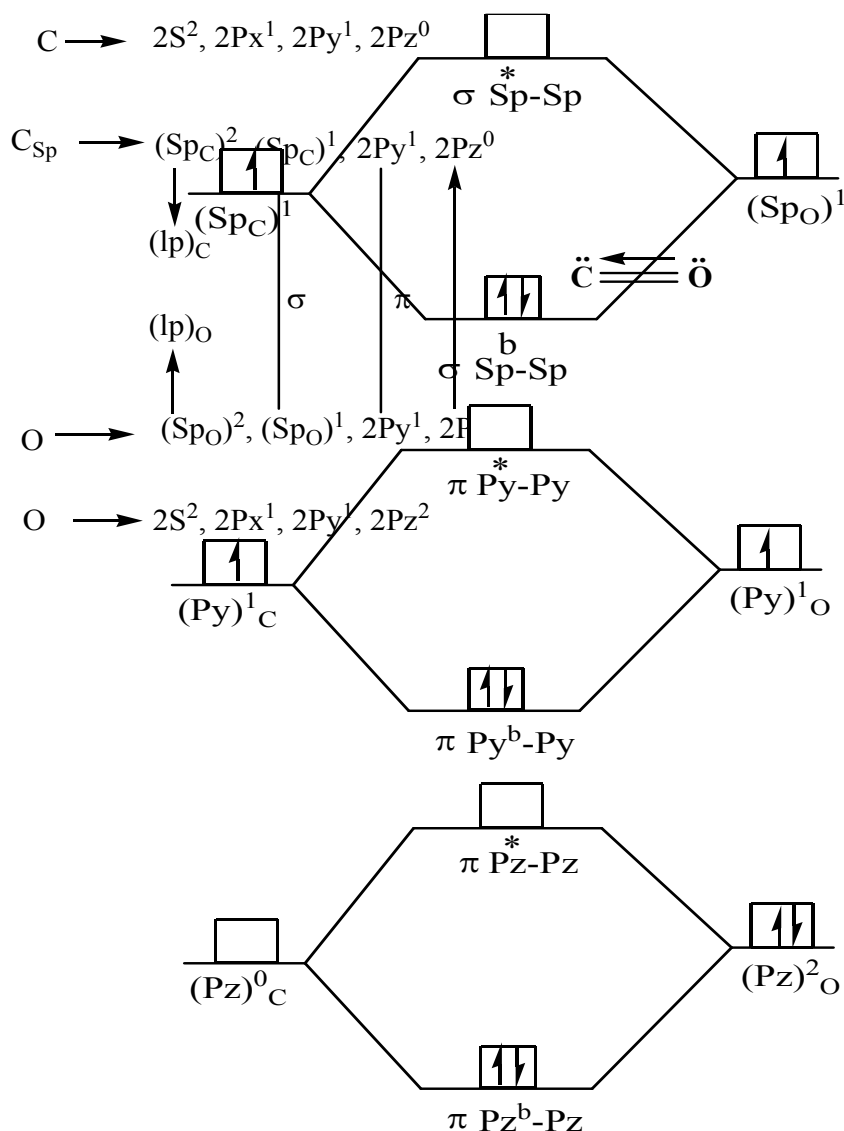 C → 2S², 2Px¹, 2Py¹, 2Pz⁰
*
σ Sp-Sp
C_Sp → (Sp_C)², (Sp_C)¹, 2Py¹, 2Pz⁰
(Sp_C)¹
(Sp_O)¹
(lp)_C
C̈ Ö
σ π
(lp)_O
b
σ Sp-Sp
O → (Sp_O)², (Sp_O)¹, 2Py¹,
*
π Py-Py
O → 2S², 2Px¹, 2Py¹, 2Pz²
(Py)¹_C
(Py)¹_O
π Py^b-Py
*
π Pz-Pz
(Pz)⁰_C
(Pz)²_O
π Pz^b-Pz